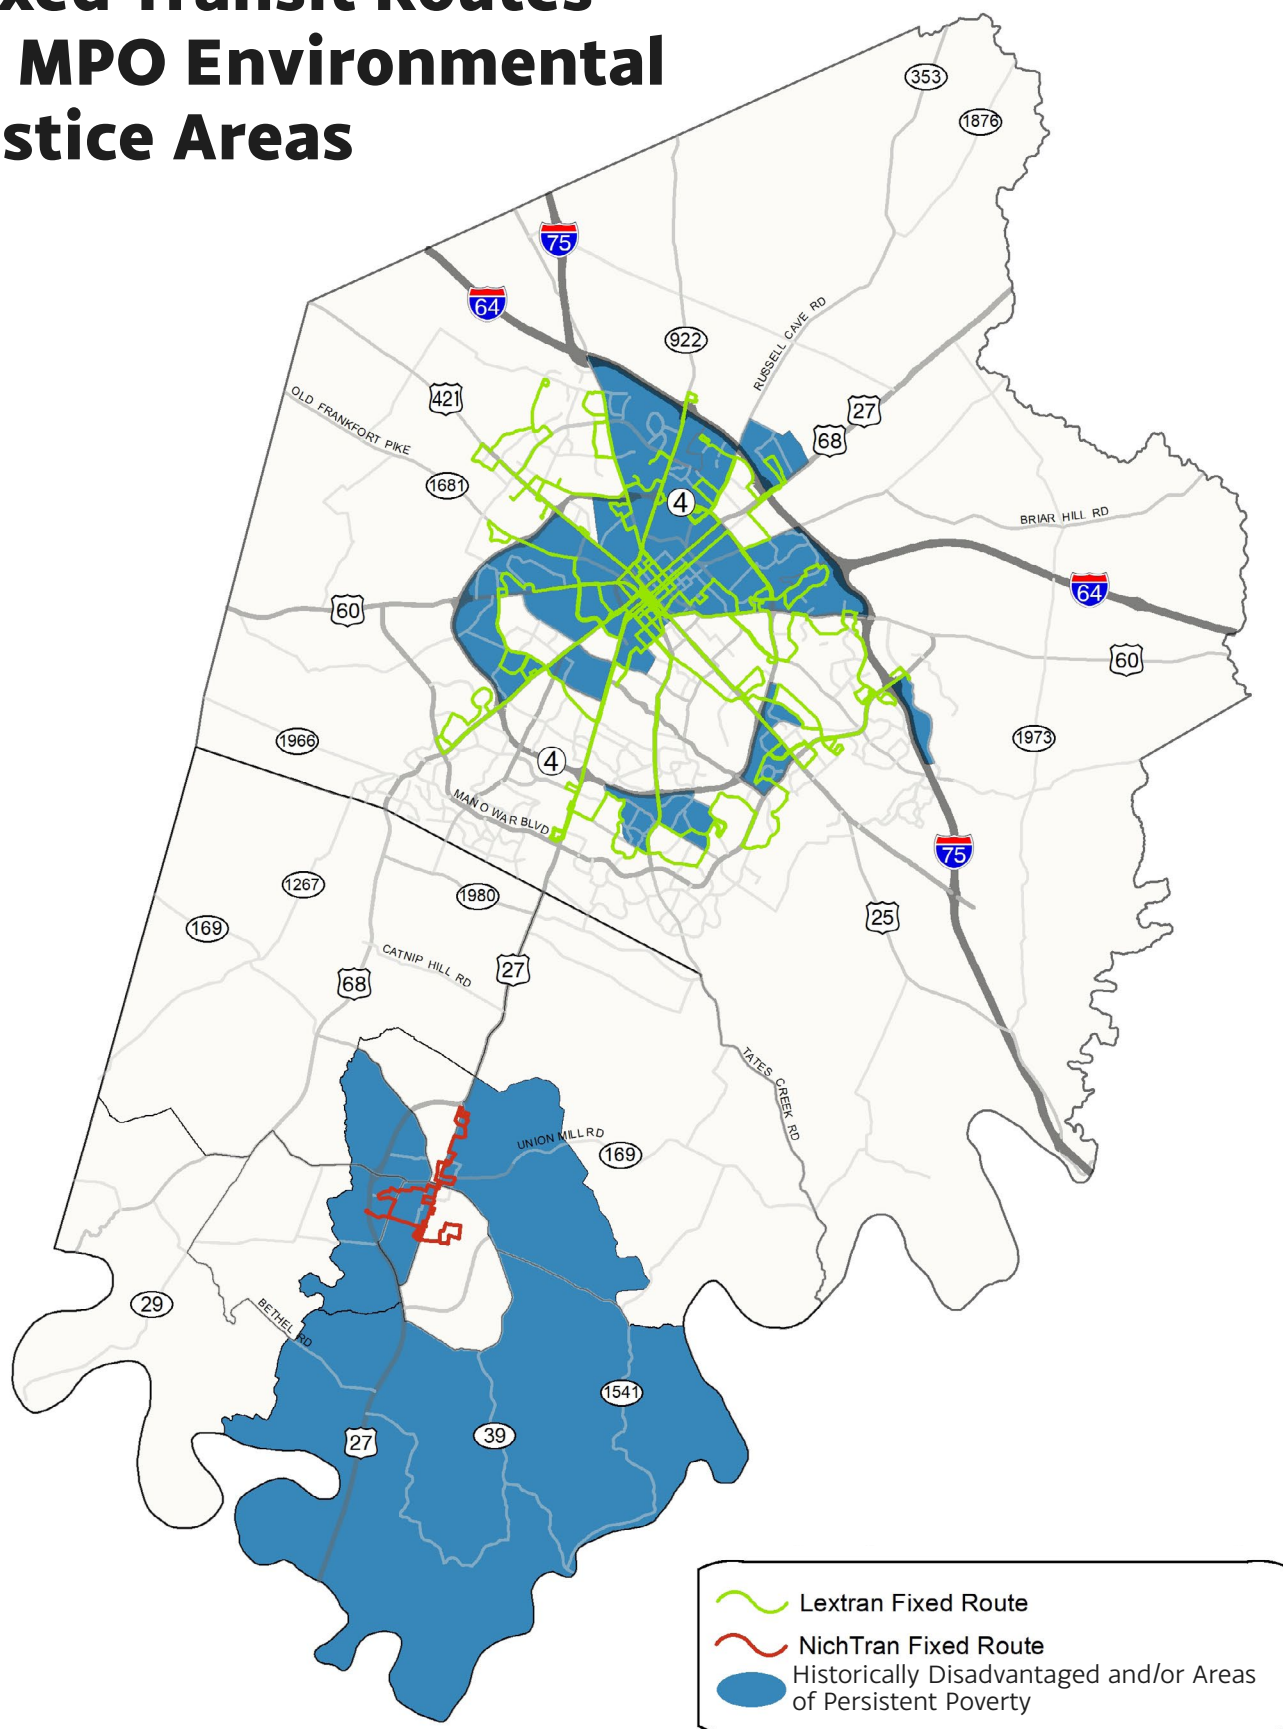 xed Transit Routes
MPO Environmental
stice Areas
353
1876
75
64
922
RUSSELL CAVE RD
421
OLD FRANKFORT PIKE
27
68
1681
4
BRIAR HILL RD
64
60
60
1966
4
1973
MAN O WAR BLVD
75
1267
1980
25
169
CATNIP HILL RD
27
68
TATES CREEK RD
UNION MILL RD
169
29
BETHEL RD
1541
27
39
Lextran Fixed Route
NichTran Fixed Route
Historically Disadvantaged and/or Areas
of Persistent Poverty